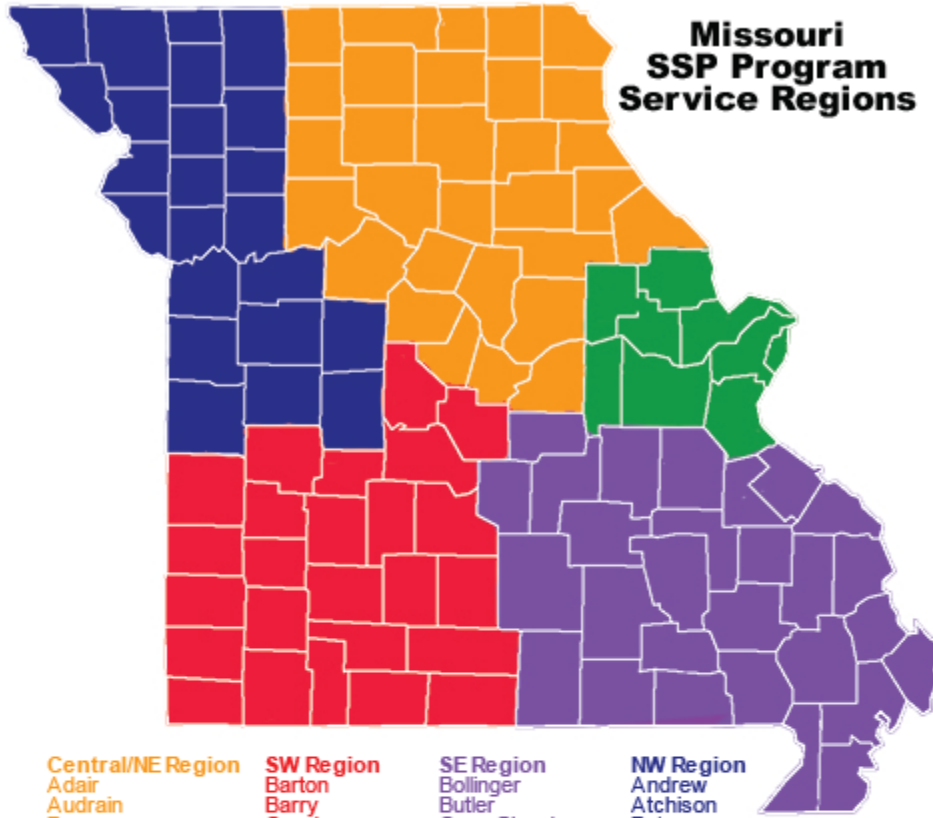 Missouri
SSP Program
Service Regions
Central/NE Region
Adair
Audrain
SW Region
Barton
Barry
SE Region
Bollinger
Butler
NW Region
Andrew
Atchison